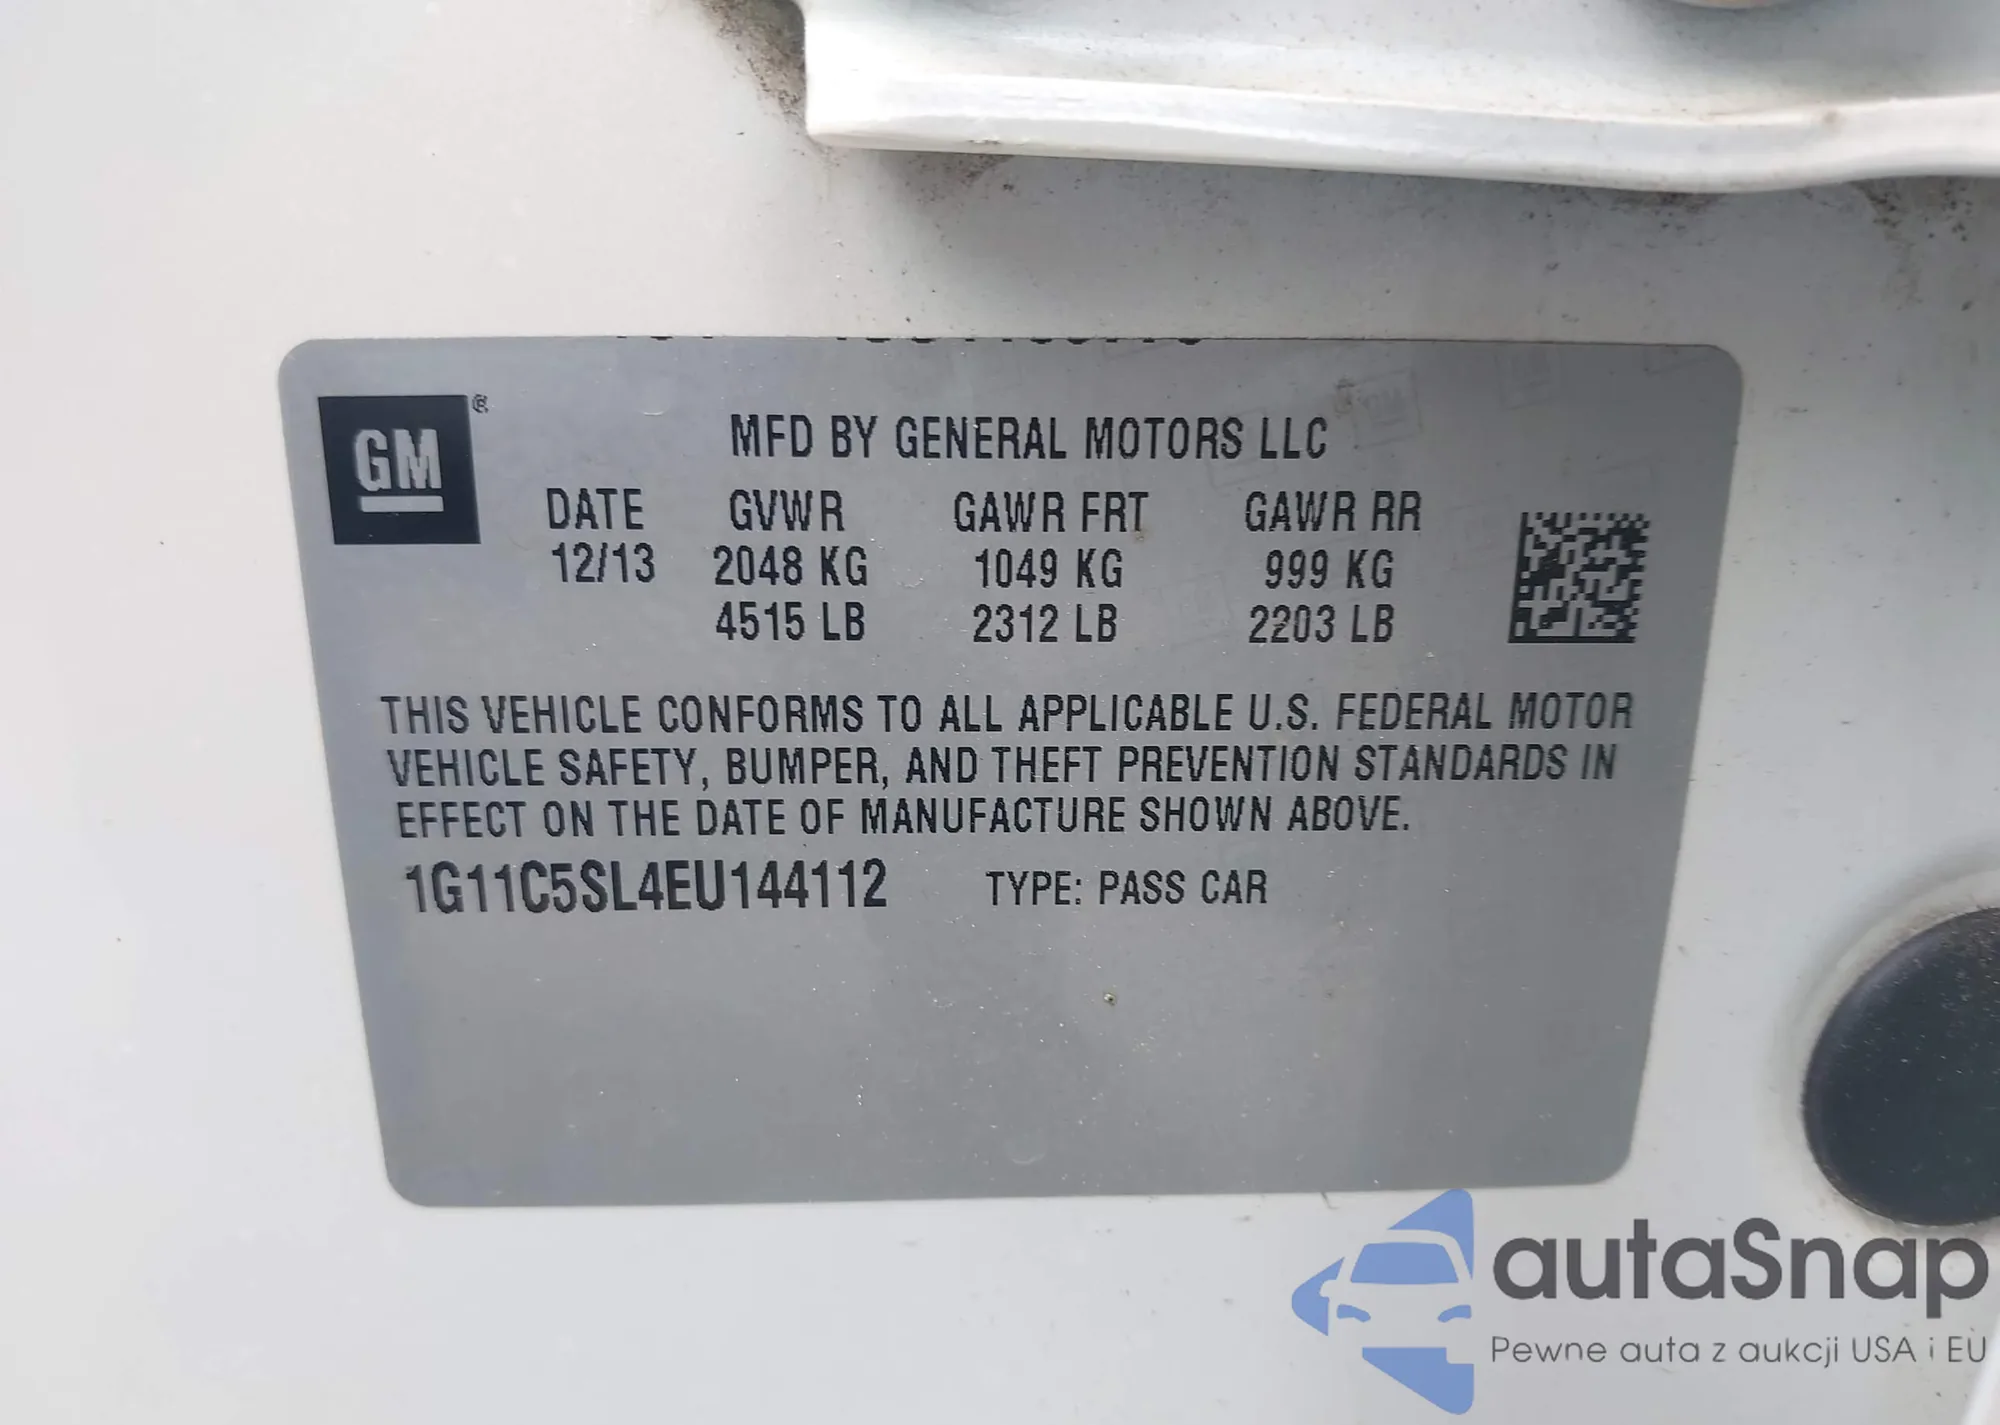 GM ®
MFD BY GENERAL MOTORS LLC
DATE GVWR GAWR FRT GAWR RR
12/13 2048 KG 1049 KG 999 KG
4515 LB 2312 LB 2203 LB
THIS VEHICLE CONFORMS TO ALL APPLICABLE U.S. FEDERAL MOTOR
VEHICLE SAFETY, BUMPER, AND THEFT PREVENTION STANDARDS IN
EFFECT ON THE DATE OF MANUFACTURE SHOWN ABOVE.
1G11C5SL4EU144112 TYPE: PASS CAR
autaSnap
Pewne auta z aukcji USA i EU